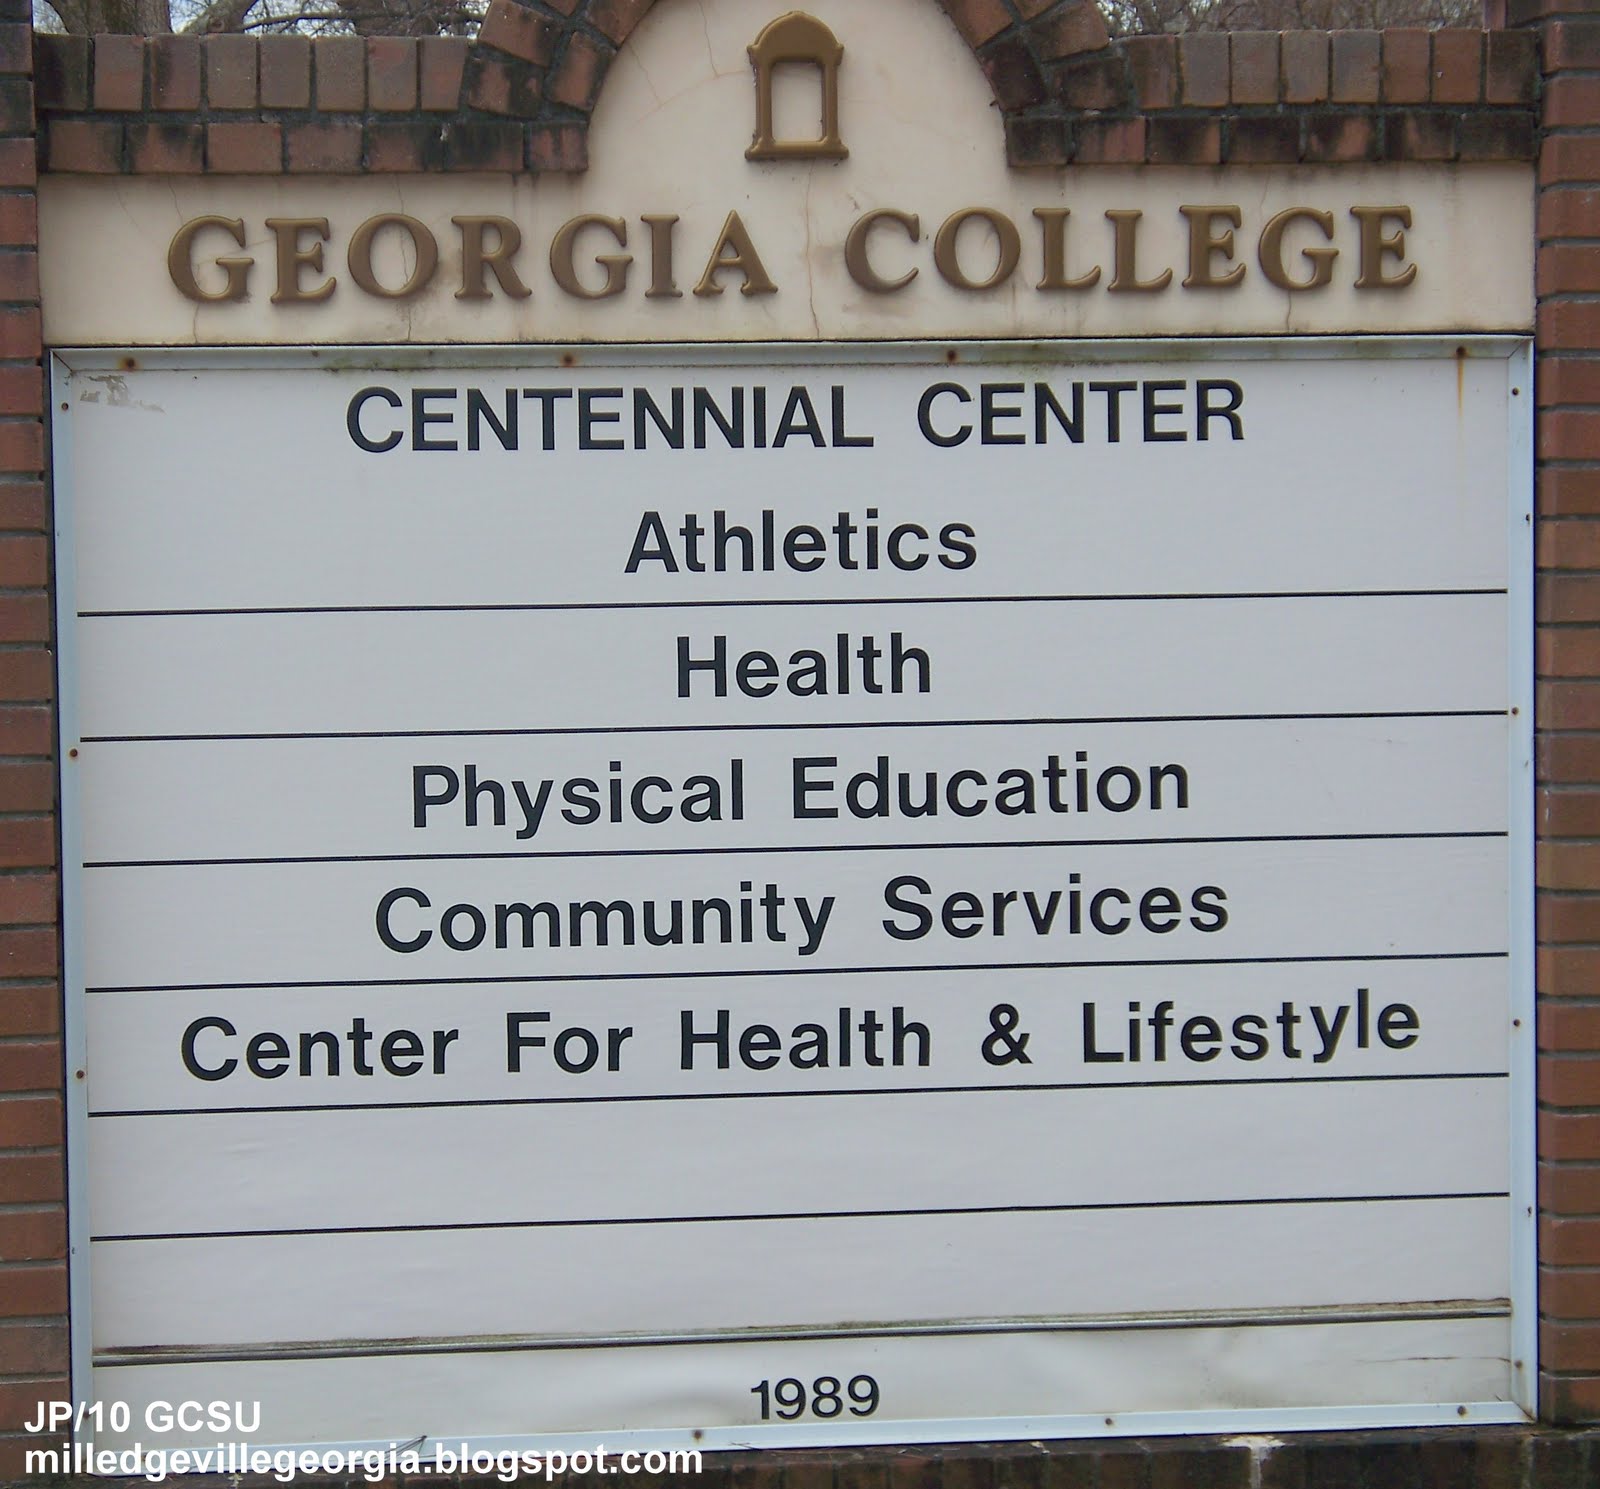 GEORGIA COLLEGE
CENTENNIAL CENTER
Athletics
Health
Physical Education
Community Services
Center For Health & Lifestyle
1989
JP/10 GCSU
milledgevillegeorgia.blogspot.com